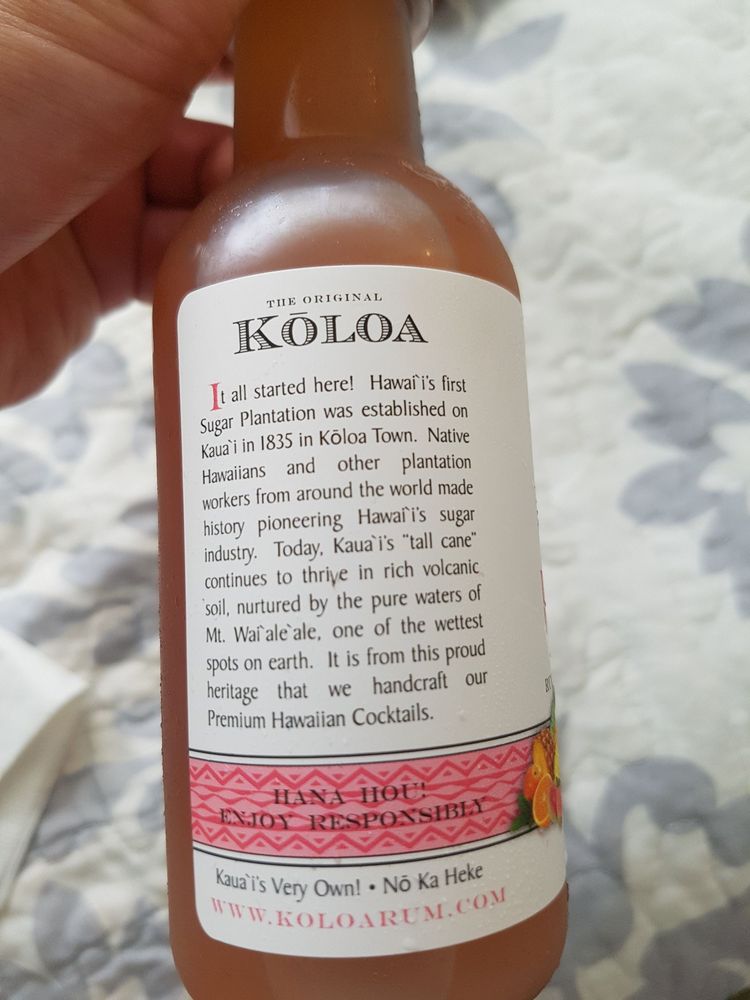 THE ORIGINAL
KŌLOA
It all started here! Hawai`i's first
Sugar Plantation was established on
Kaua`i in 1835 in Kōloa Town. Native
Hawaiians and other plantation
workers from around the world made
history pioneering Hawai`i's sugar
industry. Today, Kaua`i's "tall cane"
continues to thrive in rich volcanic
soil, nurtured by the pure waters of
Mt. Wai`ale`ale, one of the wettest
spots on earth. It is from this proud
heritage that we handcraft our
Premium Hawaiian Cocktails.
HANA HOU!
ENJOY RESPONSIBLY
Kaua`i's Very Own! • Nō Ka Heke
WWW.KOLOARUM.COM